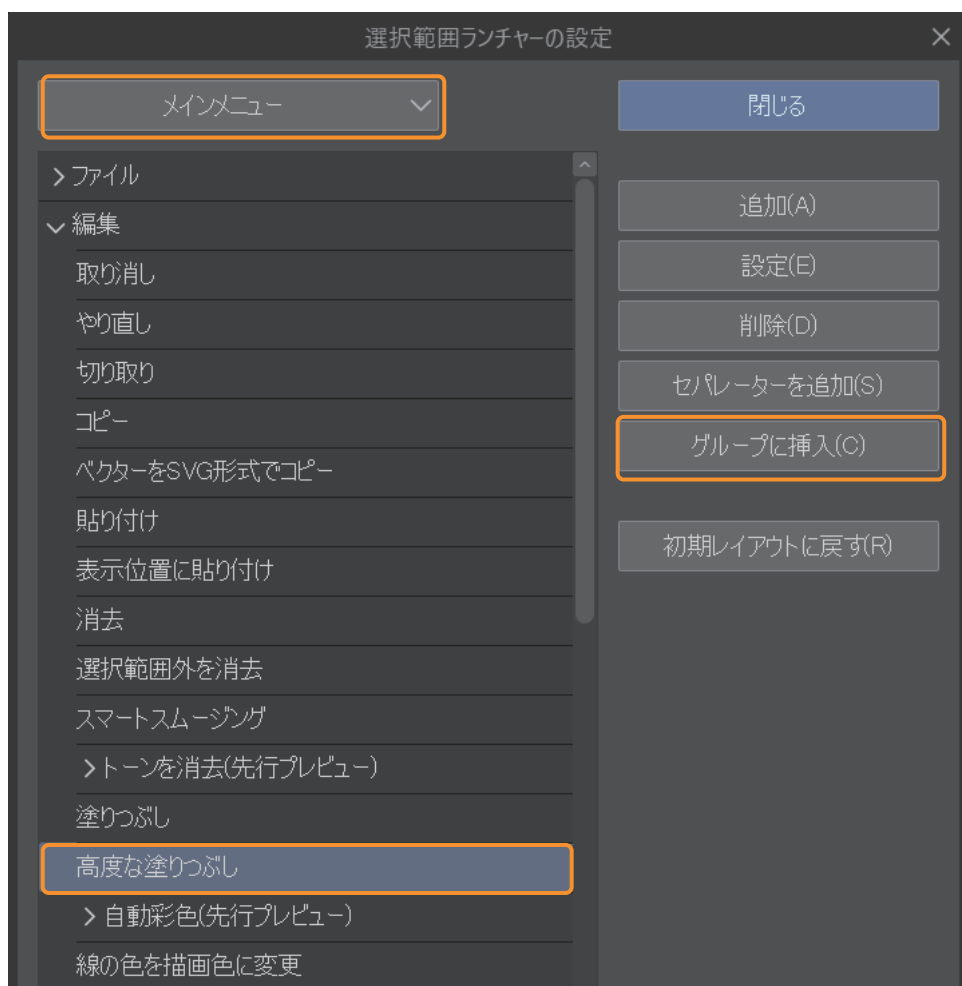 選択範囲ランチャーの設定
メインメニュー
閉じる
ファイル
編集
取り消し
やり直し
切り取り
コピー
ベクターをSVG形式でコピー
貼り付け
表示位置に貼り付け
消去
選択範囲外を消去
スマートスムージング
トーンを消去(先行プレビュー)
塗りつぶし
高度な塗りつぶし
自動彩色(先行プレビュー)
線の色を描画色に変更
追加(A)
設定(E)
削除(D)
セパレーターを追加(S)
グループに挿入(C)
初期レイアウトに戻す(R)